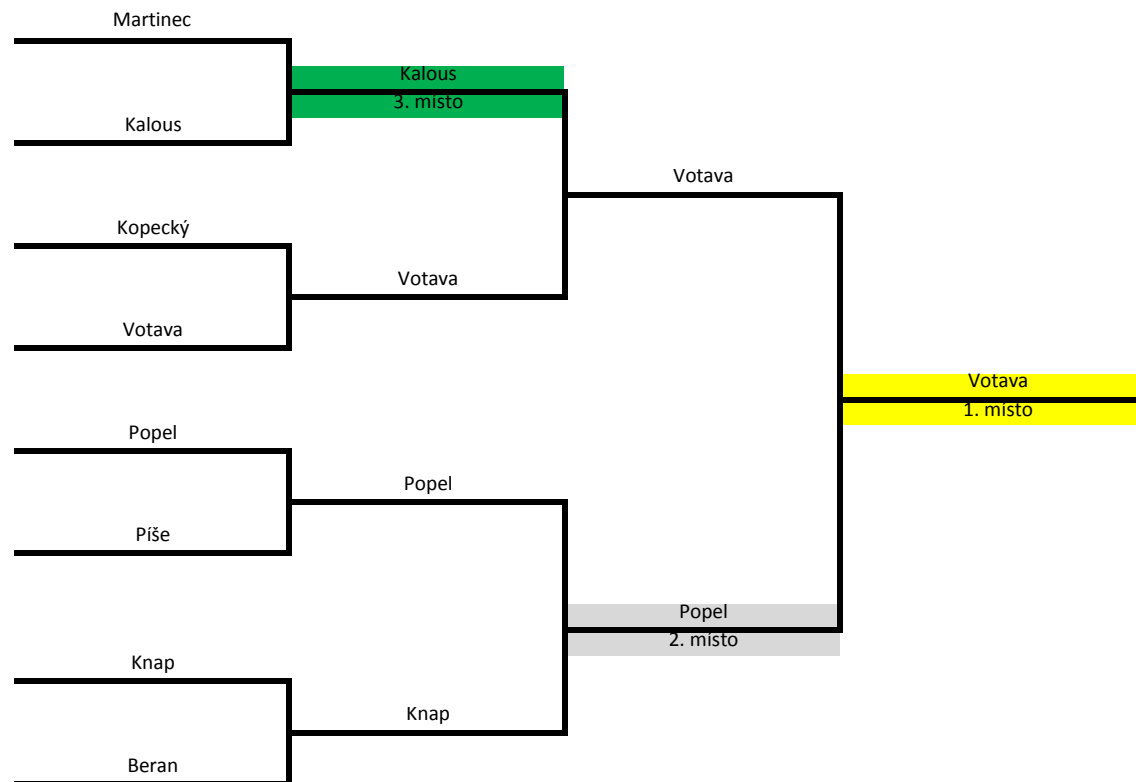 Martinec
Kalous
3. místo
Kalous
Votava
Kopecký
Votava
Votava
Votava
1. místo
Popel
Popel
Píše
Popel
2. místo
Knap
Knap
Beran